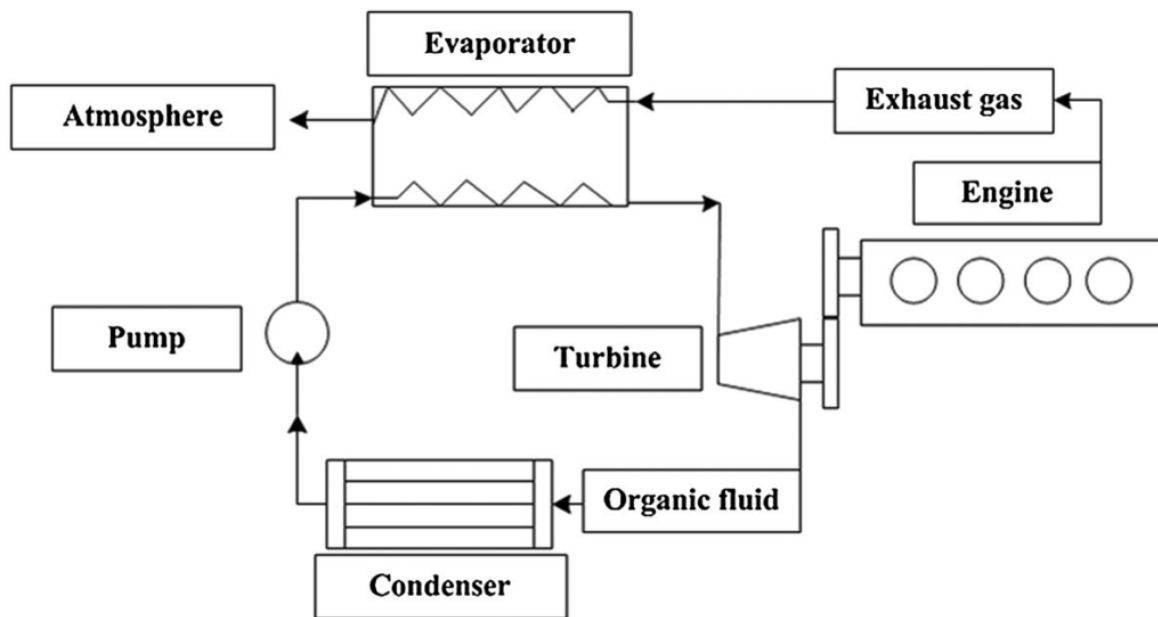 Evaporator
Atmosphere
Exhaust gas
Engine
Pump
Turbine
Organic fluid
Condenser